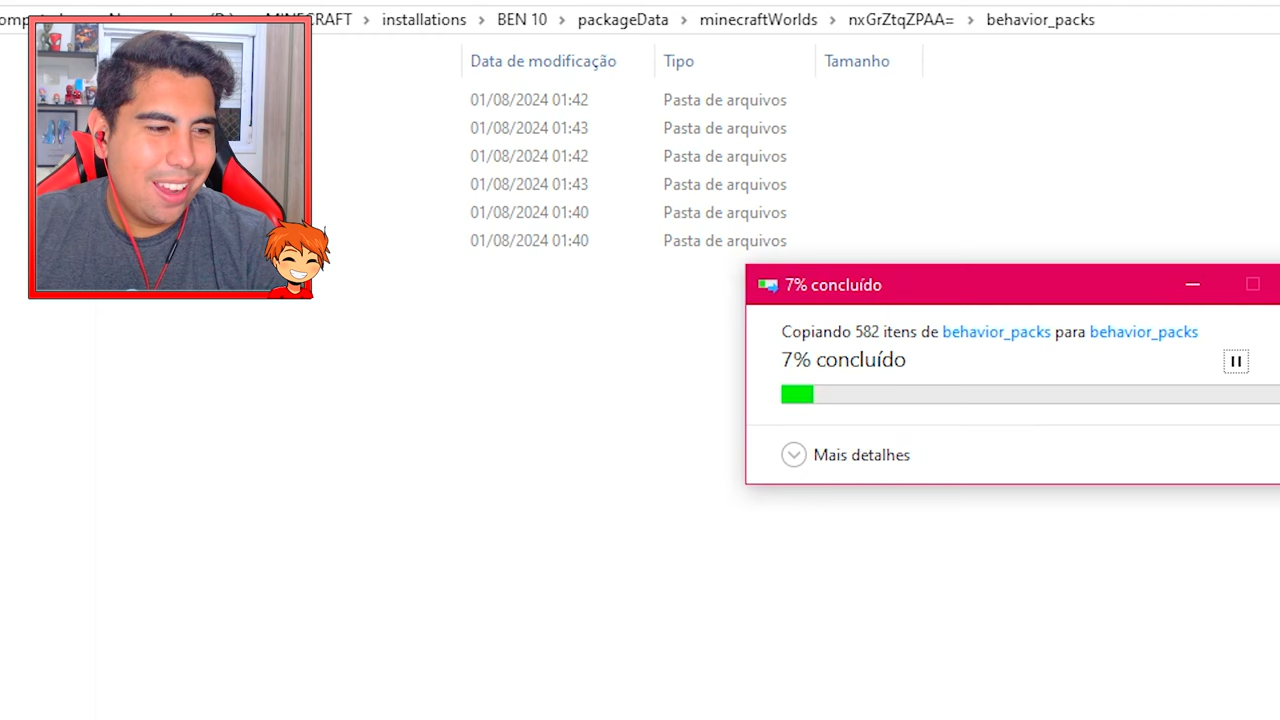 MINECRAFT > installations > BEN 10 > packageData > minecraftWorlds > nxGrZtqZPAA= > behavior_packs
Data de modificação Tipo Tamanho
01/08/2024 01:42 Pasta de arquivos
01/08/2024 01:43 Pasta de arquivos
01/08/2024 01:42 Pasta de arquivos
01/08/2024 01:43 Pasta de arquivos
01/08/2024 01:40 Pasta de arquivos
01/08/2024 01:40 Pasta de arquivos
7% concluído
Copiando 582 itens de behavior_packs para behavior_packs
7% concluído
Mais detalhes